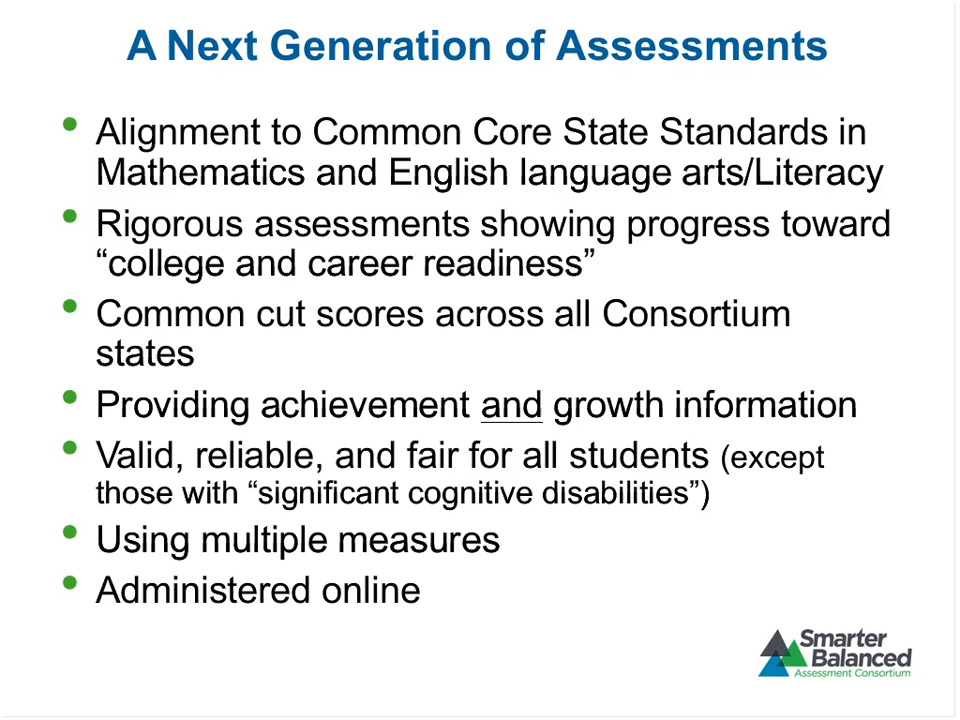 A Next Generation of Assessments
• Alignment to Common Core State Standards in
Mathematics and English language arts/Literacy
• Rigorous assessments showing progress toward
“college and career readiness”
• Common cut scores across all Consortium
states
• Providing achievement and growth information
• Valid, reliable, and fair for all students (except
those with “significant cognitive disabilities”)
• Using multiple measures
• Administered online
Smarter
Balanced
Assessment Consortium